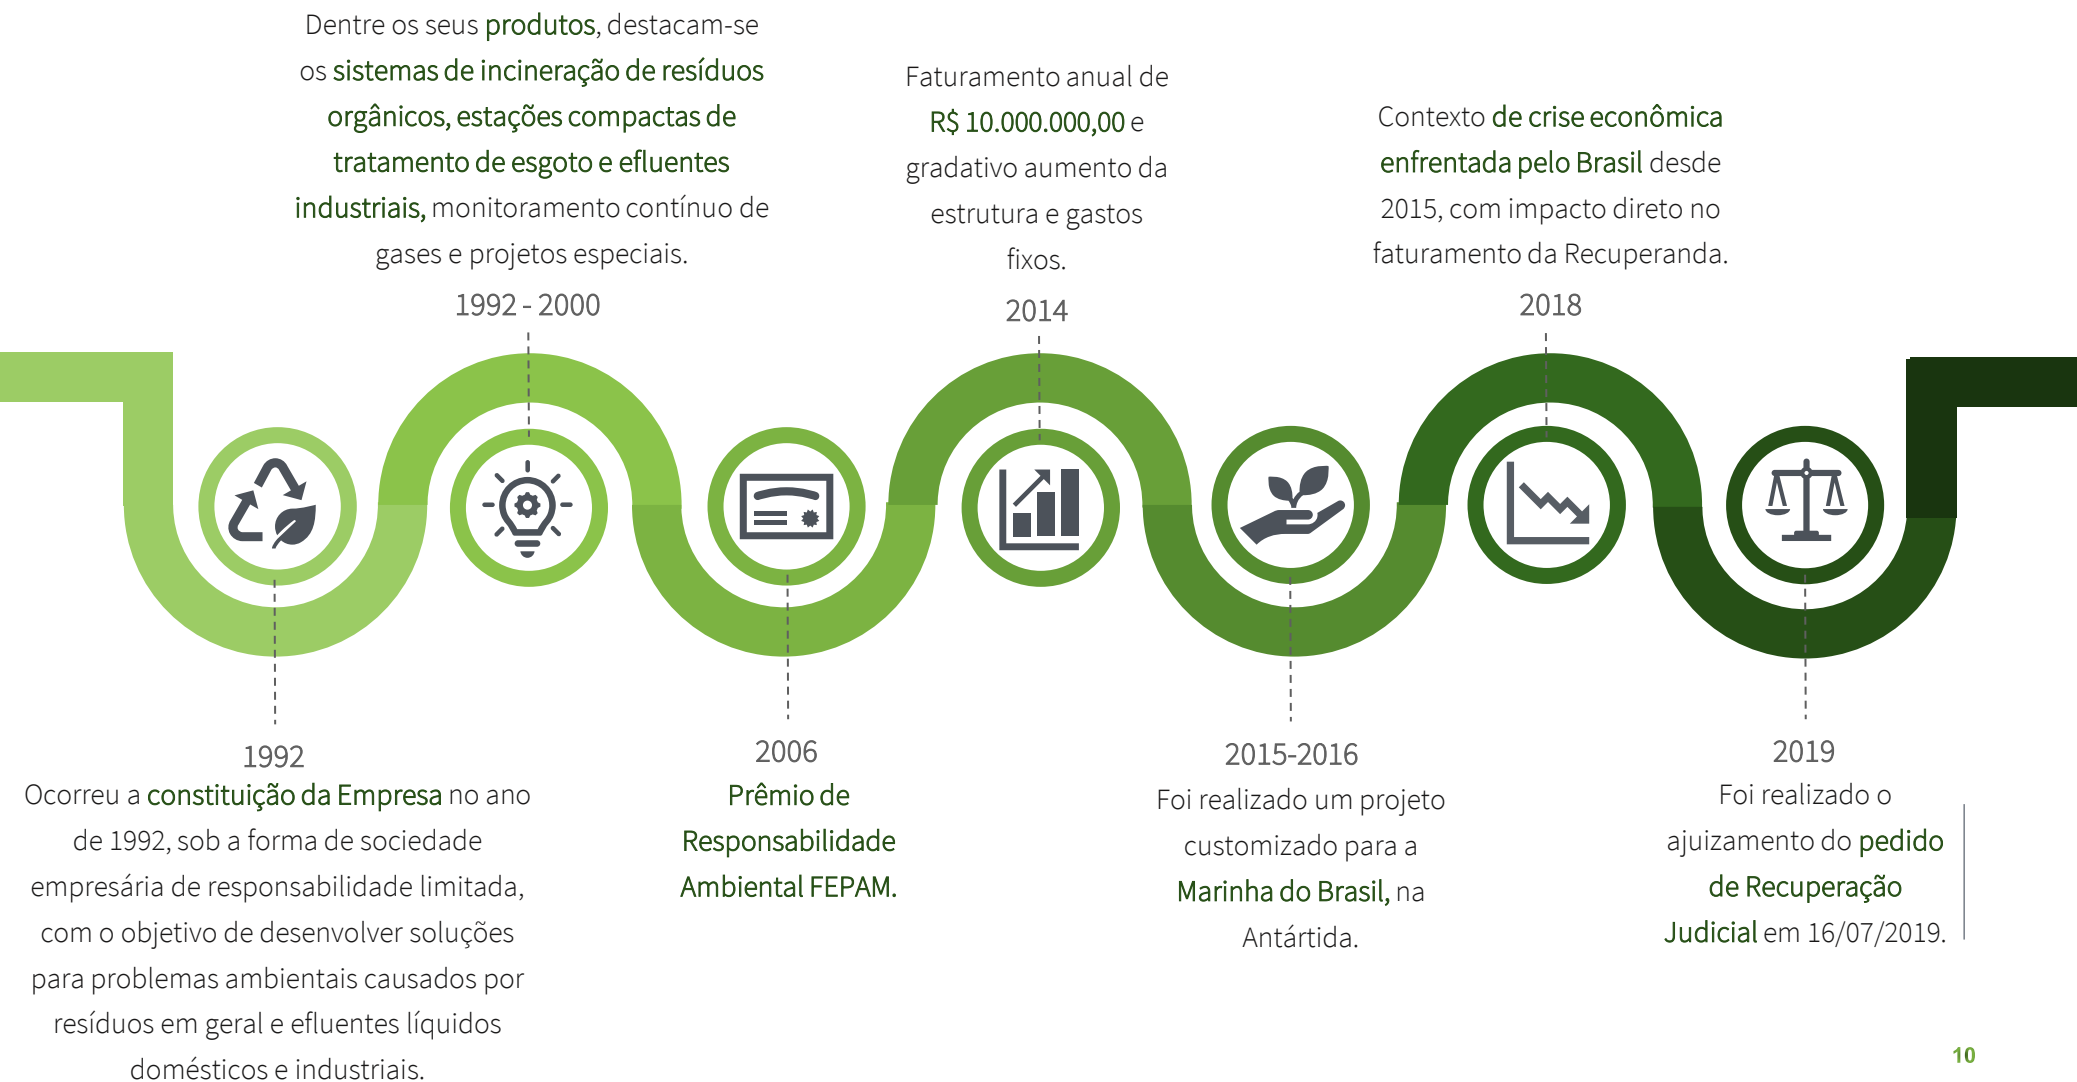 Dentre os seus produtos, destacam-se
os sistemas de incineração de resíduos
orgânicos, estações compactas de
tratamento de esgoto e efluentes
industriais, monitoramento contínuo de
gases e projetos especiais.
1992 - 2000
Faturamento anual de
R$ 10.000.000,00 e
gradativo aumento da
estrutura e gastos
fixos.
2014
Contexto de crise econômica
enfrentada pelo Brasil desde
2015, com impacto direto no
faturamento da Recuperanda.
2018
1992
Ocorreu a constituição da Empresa no ano
de 1992, sob a forma de sociedade
empresária de responsabilidade limitada,
com o objetivo de desenvolver soluções
para problemas ambientais causados por
resíduos em geral e efluentes líquidos
domésticos e industriais.
2006
Prêmio de
Responsabilidade
Ambiental FEPAM.
2015-2016
Foi realizado um projeto
customizado para a
Marinha do Brasil, na
Antártida.
2019
Foi realizado o
ajuizamento do pedido
de Recuperação
Judicial em 16/07/2019.
10